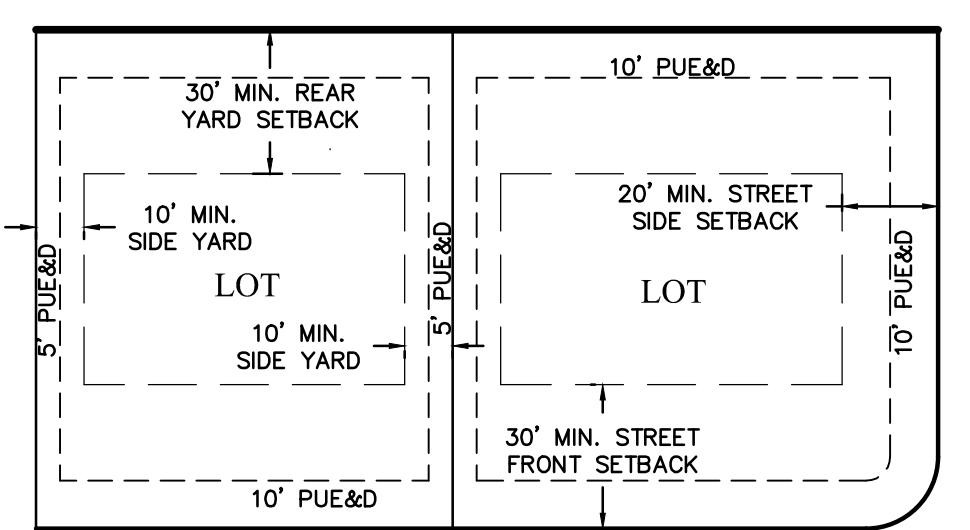 10' PUE&D
30' MIN. REAR
YARD SETBACK
10' MIN.
SIDE YARD
20' MIN. STREET
SIDE SETBACK
5' PUE&D
LOT
5' PUE&D
LOT
10' PUE&D
10' MIN.
SIDE YARD
30' MIN. STREET
FRONT SETBACK
10' PUE&D